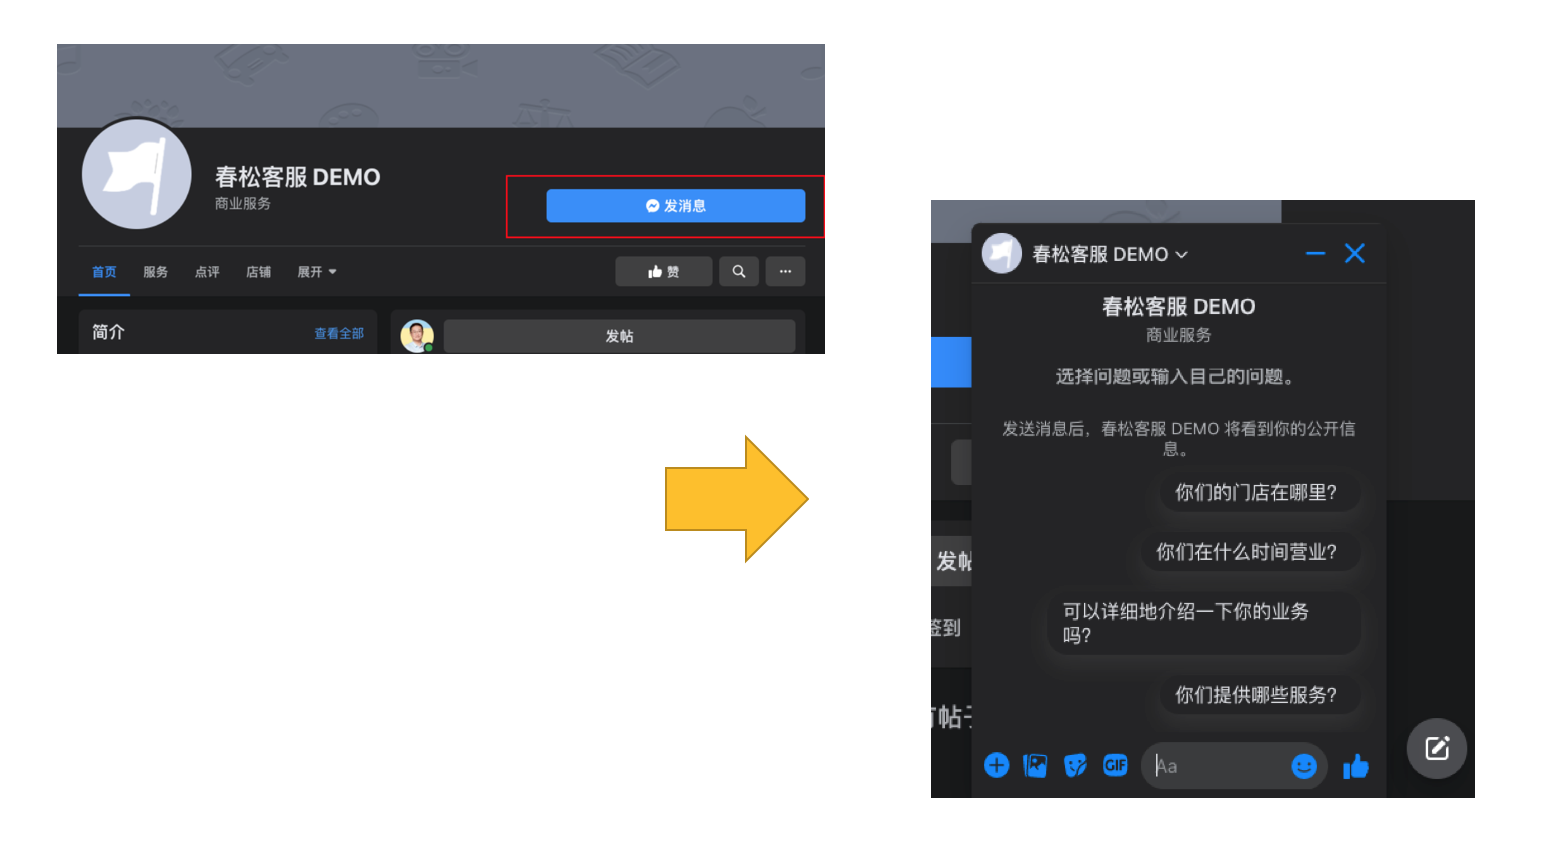 春松客服 DEMO
商业服务
发消息
首页 服务 点评 店铺 展开
赞
简介 查看全部
发帖
春松客服 DEMO
春松客服 DEMO
商业服务
选择问题或输入自己的问题。
发送消息后，春松客服 DEMO 将看到你的公开信
息。
你们的门店在哪里?
你们在什么时间营业?
可以详细地介绍一下你的业务
吗?
你们提供哪些服务?
发帖
签到
帖子
GIF
Aa